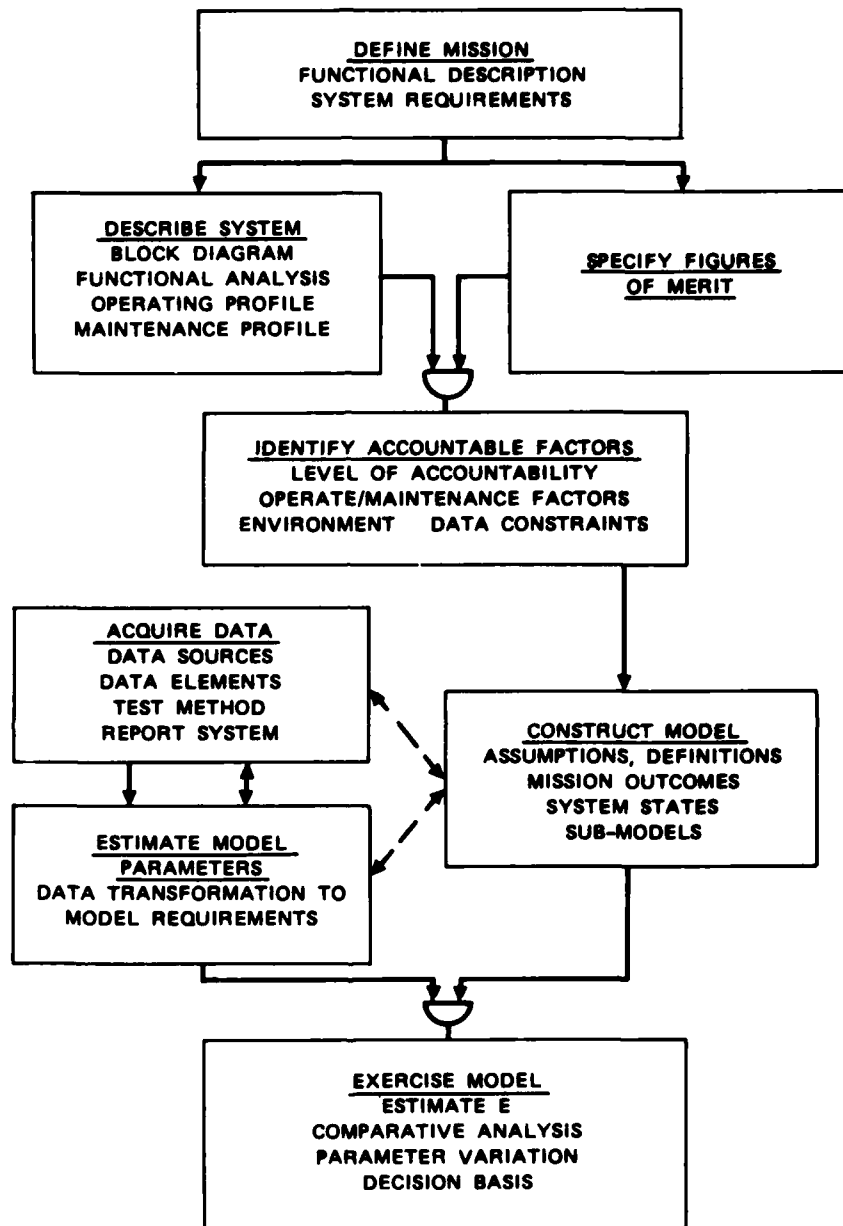 DEFINE MISSION
FUNCTIONAL DESCRIPTION
SYSTEM REQUIREMENTS
DESCRIBE SYSTEM
BLOCK DIAGRAM
FUNCTIONAL ANALYSIS
OPERATING PROFILE
MAINTENANCE PROFILE
SPECIFY FIGURES
OF MERIT
IDENTIFY ACCOUNTABLE FACTORS
LEVEL OF ACCOUNTABILITY
OPERATE/MAINTENANCE FACTORS
ENVIRONMENT DATA CONSTRAINTS
ACQUIRE DATA
DATA SOURCES
DATA ELEMENTS
TEST METHOD
REPORT SYSTEM
CONSTRUCT MODEL
ASSUMPTIONS, DEFINITIONS
MISSION OUTCOMES
SYSTEM STATES
SUB-MODELS
ESTIMATE MODEL
PARAMETERS
DATA TRANSFORMATION TO
MODEL REQUIREMENTS
EXERCISE MODEL
ESTIMATE E
COMPARATIVE ANALYSIS
PARAMETER VARIATION
DECISION BASIS